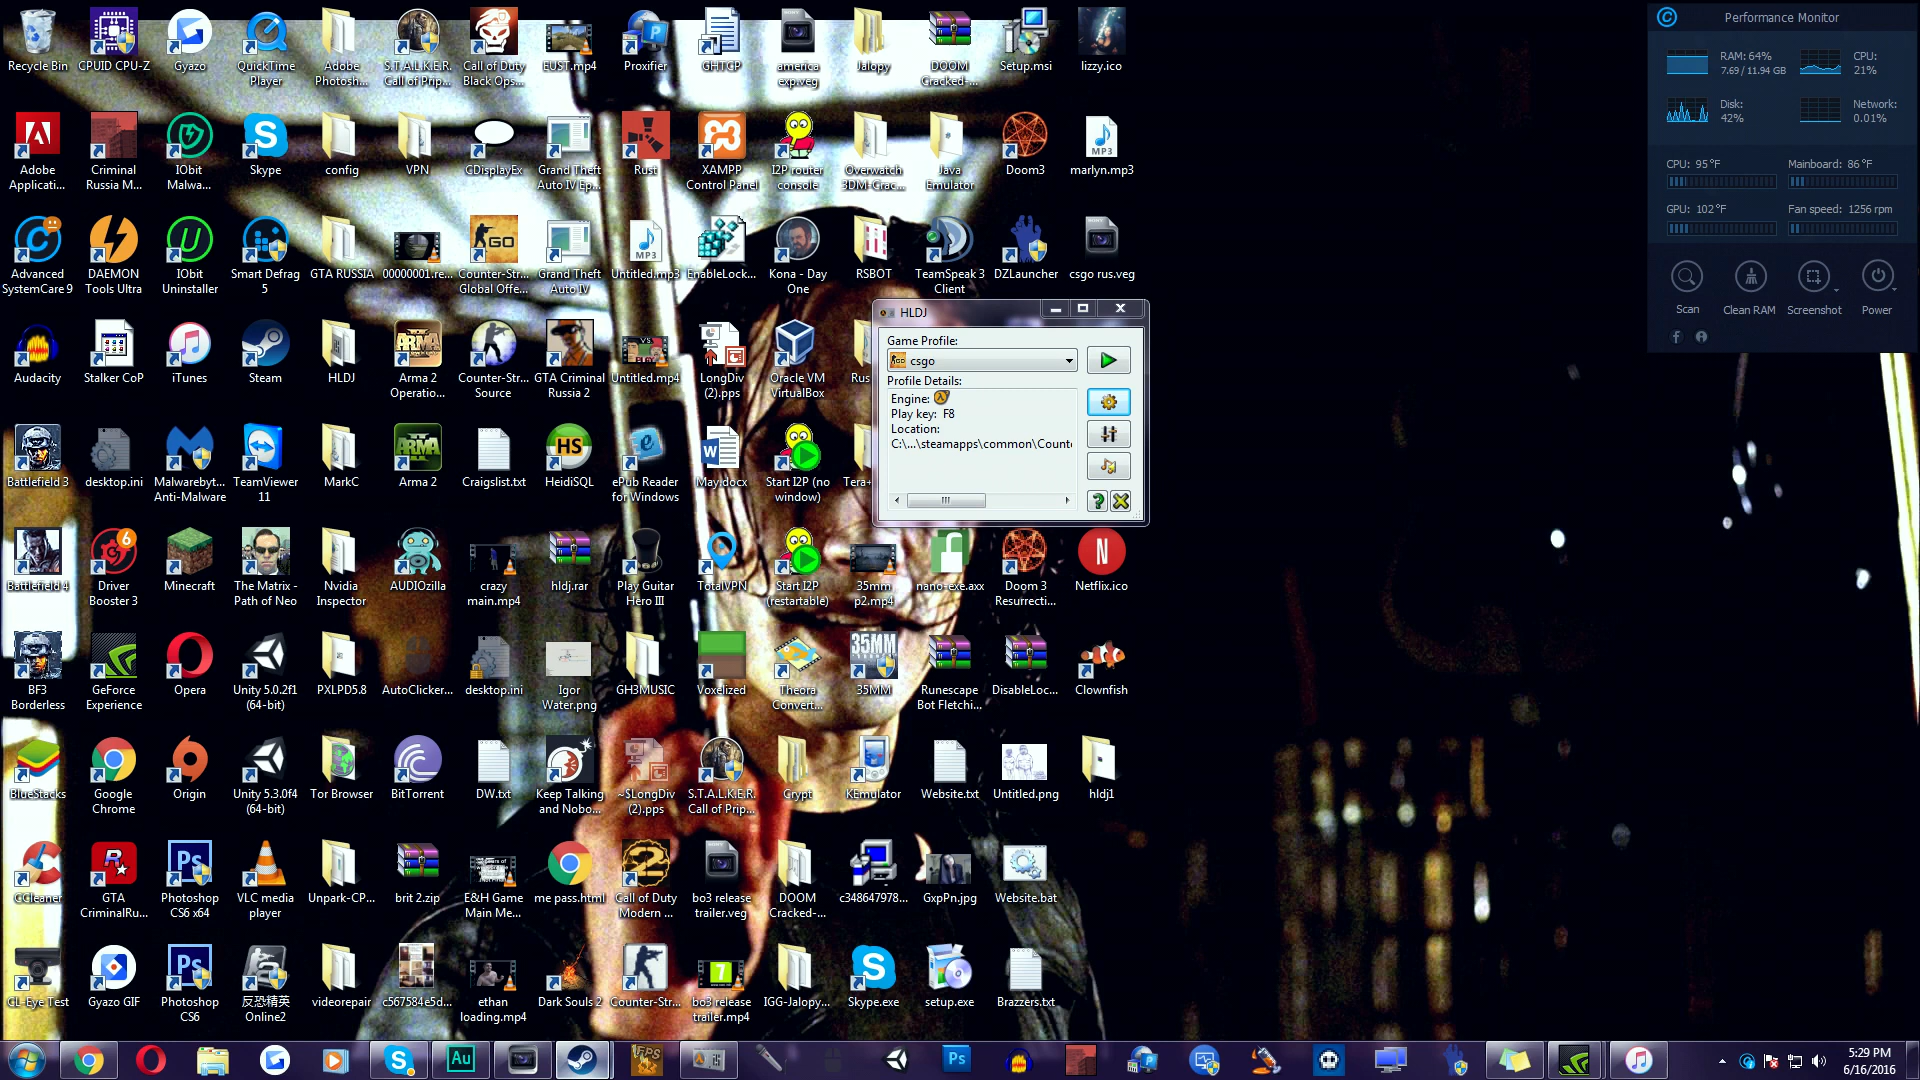 Recycle Bin
CPUID CPU-Z
Gyazo
QuickTime
Player
Adobe
Photosh...
S.T.A.L.K.E.R.
Call of Prip...
Call of Duty
Black Ops...
EUST.mp4
Proxifier
GHTCP
america
exp.veg
Jalopy
DOOM
Cracked-...
Setup.msi
lizzy.ico
Adobe
Applicati...
Criminal
Russia M...
IObit
Malwa...
Skype
config
VPN
CDisplayEx
Grand Theft
Auto IV Ep...
Rust
XAMPP
Control Panel
I2P router
console
Overwatch
3DM-Crac...
Java
Emulator
Doom3
marlyn.mp3
Advanced
SystemCare 9
DAEMON
Tools Ultra
IObit
Uninstaller
Smart Defrag
5
GTA RUSSIA
00000001.re...
Counter-Str...
Global Offe...
Grand Theft
Auto IV
Untitled.mp3
EnableLock...
Kona - Day
One
RSBOT
TeamSpeak 3
Client
DZLauncher
csgo rus.veg
Audacity
Stalker CoP
iTunes
Steam
HLDJ
Arma 2
Operatio...
Counter-Str...
Source
GTA Criminal
Russia 2
Untitled.mp4
LongDiv
(2).pps
Oracle VM
VirtualBox
Rus
Battlefield 3
desktop.ini
Malwarebyt...
Anti-Malware
TeamViewer
11
MarkC
Arma 2
Craigslist.txt
HeidiSQL
ePub Reader
for Windows
May.docx
Start I2P (no
window)
Tera+
Battlefield 4
Driver
Booster 3
Minecraft
The Matrix -
Path of Neo
Nvidia
Inspector
AUDIOzilla
crazy
main.mp4
hldj.rar
Play Guitar
Hero III
TotalVPN
Start I2P
(restartable)
35mm
p2.mp4
nano-exe.axx
Doom 3
Resurrecti...
Netflix.ico
BF3
Borderless
GeForce
Experience
Opera
Unity 5.0.2f1
(64-bit)
PXLPD5.8
AutoClicker...
desktop.ini
Igor
Water.png
GH3MUSIC
Voxelized
Theora
Convert...
35MM
Runescape
Bot Fletchi...
DisableLoc...
Clownfish
BlueStacks
Google
Chrome
Origin
Unity 5.3.0f4
(64-bit)
Tor Browser
BitTorrent
DW.txt
Keep Talking
and Nobo...
~$LongDiv
(2).pps
S.T.A.L.K.E.R.
Call of Prip...
Crypt
KEmulator
Website.txt
Untitled.png
hldj1
CCleaner
GTA
CriminalRu...
Photoshop
CS6 x64
VLC media
player
Unpark-CP...
brit 2.zip
E&H Game
Main Me...
me pass.html
Call of Duty
Modern ...
bo3 release
trailer.veg
DOOM
Cracked-...
c348647978...
GxpPn.jpg
Website.bat
CL-Eye Test
Gyazo GIF
Photoshop
CS6
反恐精英
Online2
videorepair
c567584e5d...
ethan
loading.mp4
Dark Souls 2
Counter-Str...
bo3 release
trailer.mp4
IGG-Jalopy...
Skype.exe
setup.exe
Brazzers.txt
HLDJ
Game Profile:
csgo
Profile Details:
Engine:
Play key: F8
Location:
C:\...\steamapps\common\Counte
Performance Monitor
RAM: 64%
7.69 / 11.94 GB
CPU:
21%
Disk:
42%
Network:
0.01%
CPU: 95 °F
Mainboard: 86 °F
GPU: 102 °F
Fan speed: 1256 rpm
Scan
Clean RAM
Screenshot
Power
5:29 PM
6/16/2016